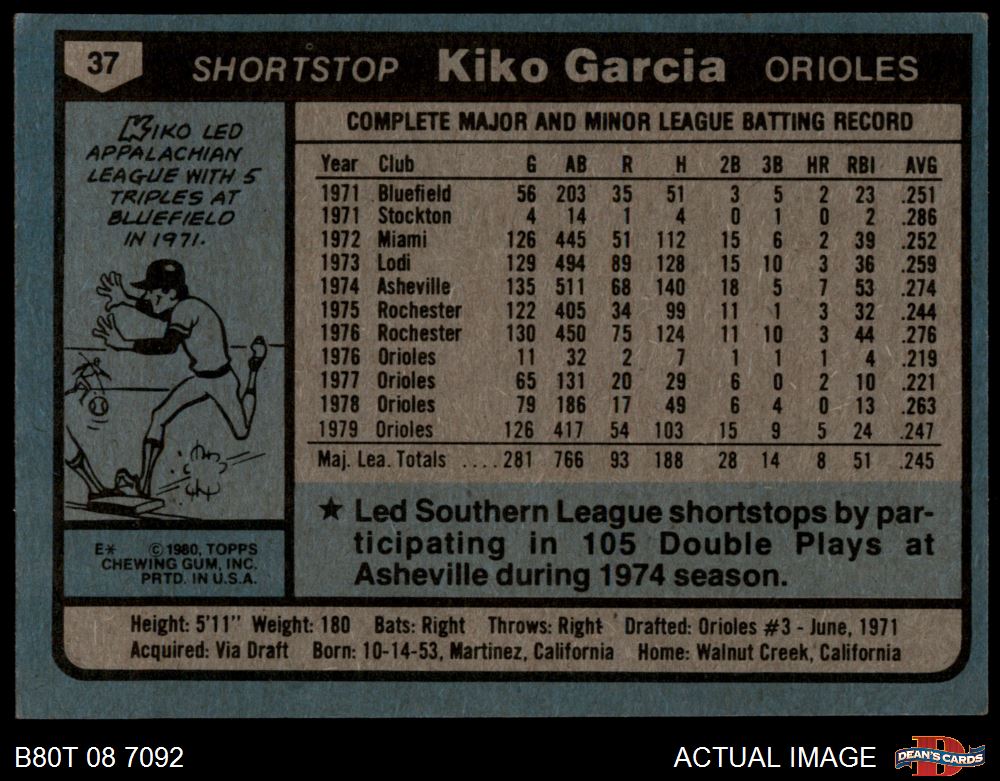 37 SHORTSTOP Kiko Garcia ORIOLES
KIKO LED
APPALACHIAN
LEAGUE WITH 5
TRIPLES AT
BLUEFIELD
IN 1971.
COMPLETE MAJOR AND MINOR LEAGUE BATTING RECORD
Year Club G AB R H 2B 3B HR RBI AVG
1971 Bluefield 56 203 35 51 3 5 2 23 .251
1971 Stockton 4 14 1 4 0 1 0 2 .286
1972 Miami 126 445 51 112 15 6 2 39 .252
1973 Lodi 129 494 89 128 15 10 3 36 .259
1974 Asheville 135 511 68 140 18 5 7 53 .274
1975 Rochester 122 405 34 99 11 1 3 32 .244
1976 Rochester 130 450 75 124 11 10 3 44 .276
1976 Orioles 11 32 2 7 1 1 1 4 .219
1977 Orioles 65 131 20 29 6 0 2 10 .221
1978 Orioles 79 186 17 49 6 4 0 13 .263
1979 Orioles 126 417 54 103 15 9 5 24 .247
Maj. Lea. Totals ....281 766 93 188 28 14 8 51 .245
★ Led Southern League shortstops by par-
ticipating in 105 Double Plays at
Asheville during 1974 season.
E* © 1980, TOPPS
CHEWING GUM, INC.
PRTD. IN U.S.A.
Height: 5'11" Weight: 180 Bats: Right Throws: Right Drafted: Orioles #3 - June, 1971
Acquired: Via Draft Born: 10-14-53, Martinez, California Home: Walnut Creek, California
B80T 08 7092 ACTUAL IMAGE
D
DEAN'S CARDS